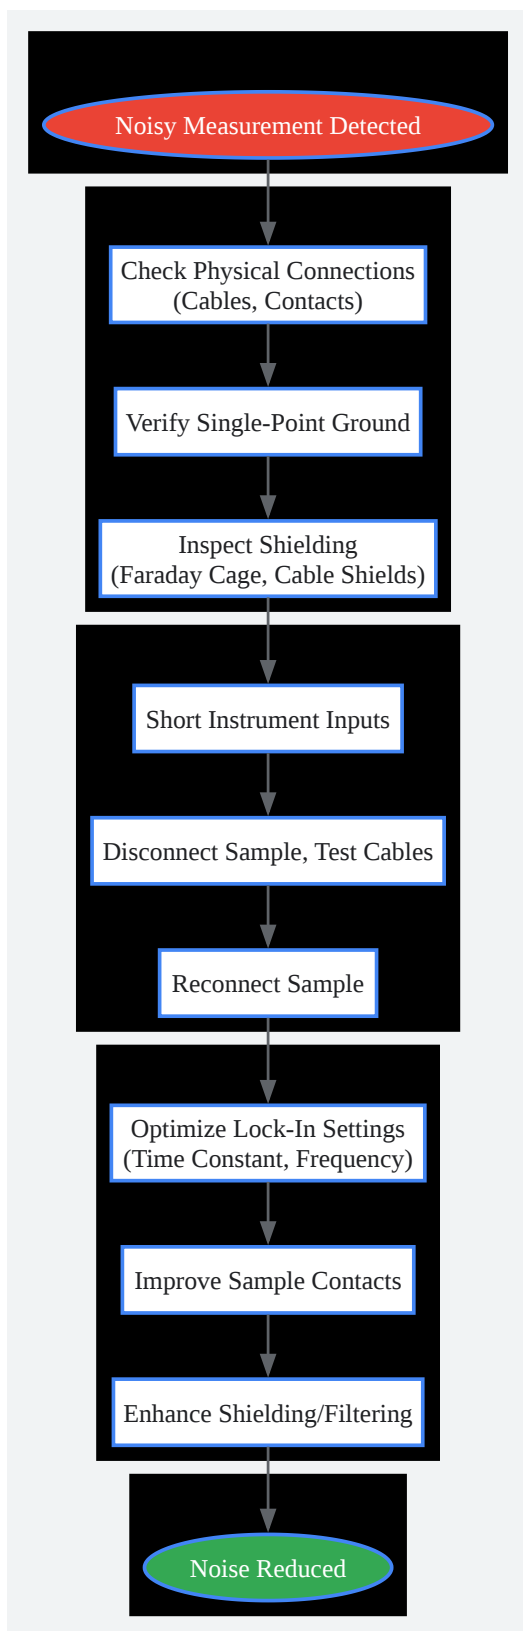 Noisy Measurement Detected
Check Physical Connections
(Cables, Contacts)
Verify Single-Point Ground
Inspect Shielding
(Faraday Cage, Cable Shields)
Short Instrument Inputs
Disconnect Sample, Test Cables
Reconnect Sample
Optimize Lock-In Settings
(Time Constant, Frequency)
Improve Sample Contacts
Enhance Shielding/Filtering
Noise Reduced